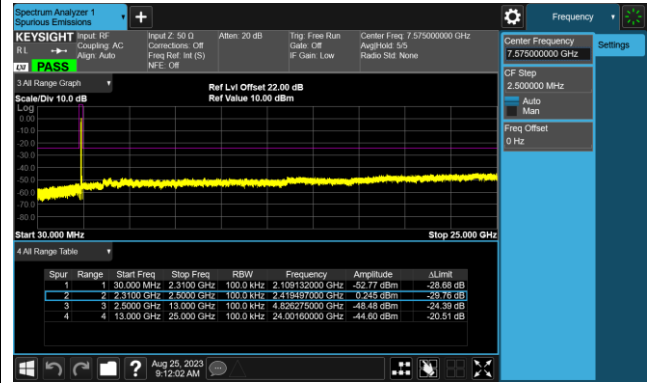 Spectrum Analyzer 1
Spurious Emissions
Frequency
KEYSIGHT
RL
Align: Auto
Input: RF
Coupling: AC
Input Z: 50 Ω
Corrections: Off
Freq Ref: Int (S)
NFE: Off
Atten: 20 dB
Trig: Free Run
Gate: Off
IF Gain: Low
Center Freq: 7.575000000 GHz
Avg|Hold: 5/5
Radio Std: None
LXI
PASS
Center Frequency
7.575000000 GHz
Settings
CF Step
2.500000 MHz
Auto
Man
Freq Offset
0 Hz
3 All Range Graph
Scale/Div 10.0 dB
Ref Lvl Offset 22.00 dB
Ref Value 10.00 dBm
Log
0.00
-10.0
-20.0
-30.0
-40.0
-50.0
-60.0
-70.0
-80.0
Start 30.000 MHz
Stop 25.000 GHz
4 All Range Table
Spur Range Start Freq Stop Freq RBW Frequency Amplitude ΔLimit
1 1 30.000 MHz 2.3100 GHz 100.0 kHz 2.109132000 GHz -52.77 dBm -28.68 dB
2 2 2.3100 GHz 2.5000 GHz 100.0 kHz 2.419497000 GHz 0.245 dBm -29.76 dB
3 3 2.5000 GHz 13.000 GHz 100.0 kHz 4.826275000 GHz -48.48 dBm -24.39 dB
4 4 13.000 GHz 25.000 GHz 100.0 kHz 24.00160000 GHz -44.60 dBm -20.51 dB
?
Aug 25, 2023
9:12:02 AM